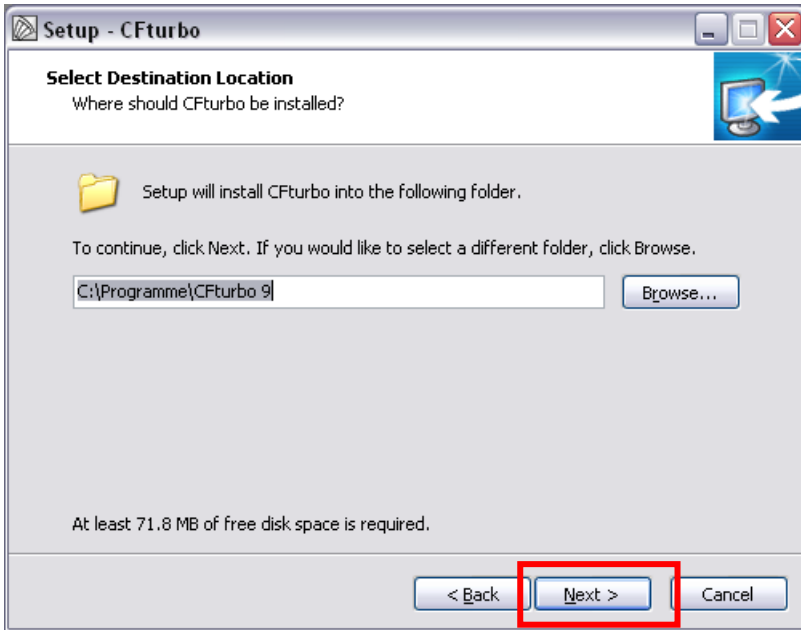 Setup - CFturbo
Select Destination Location
Where should CFturbo be installed?
Setup will install CFturbo into the following folder.
To continue, click Next. If you would like to select a different folder, click Browse.
C:\Programme\CFturbo 9
Browse...
At least 71.8 MB of free disk space is required.
< Back
Next >
Cancel